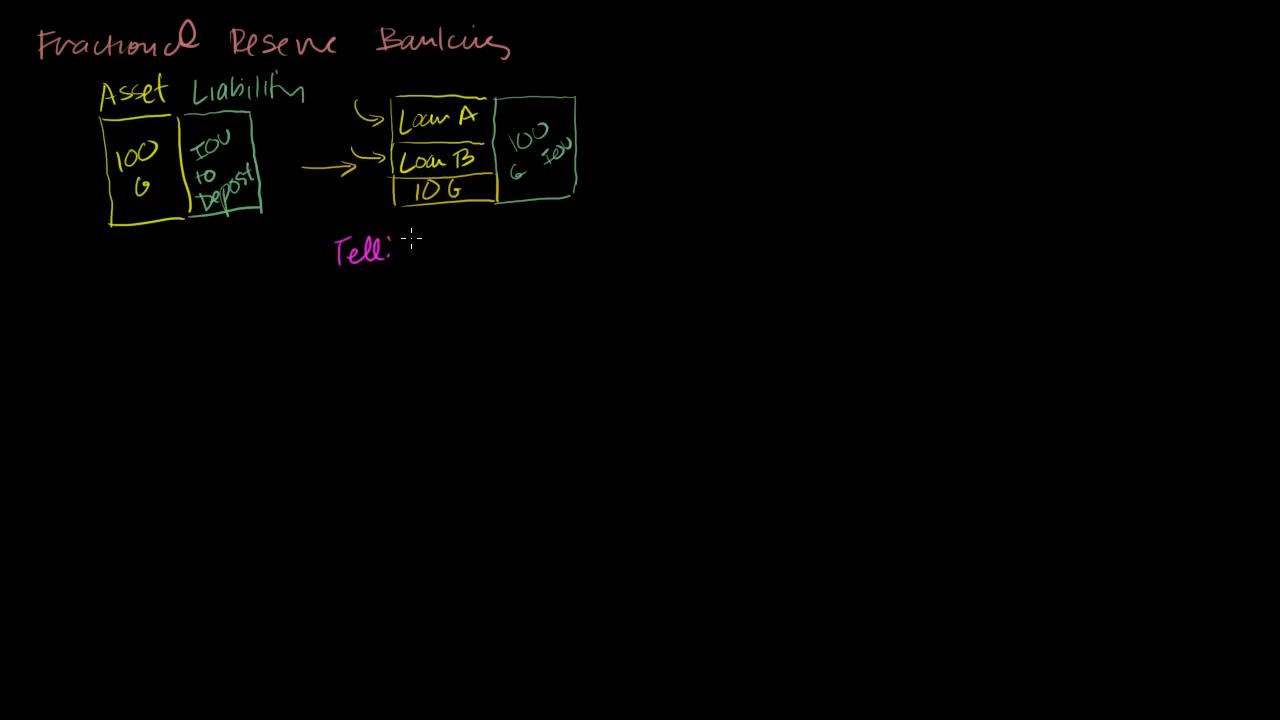 Fractional Reserve Banking
Asset Liability
100
G
IOU
to
Deposit
Loan A
Loan B
10 G
100
G IOU
Tell: